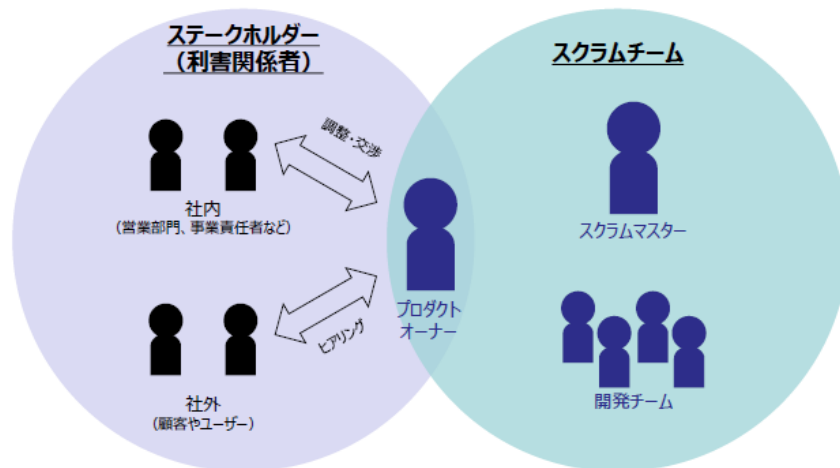 ステークホルダー
（利害関係者）
スクラムチーム
調整・交渉
社内
（営業部門、事業責任者など）
スクラムマスター
プロダクト
オーナー
ヒアリング
社外
（顧客やユーザー）
開発チーム